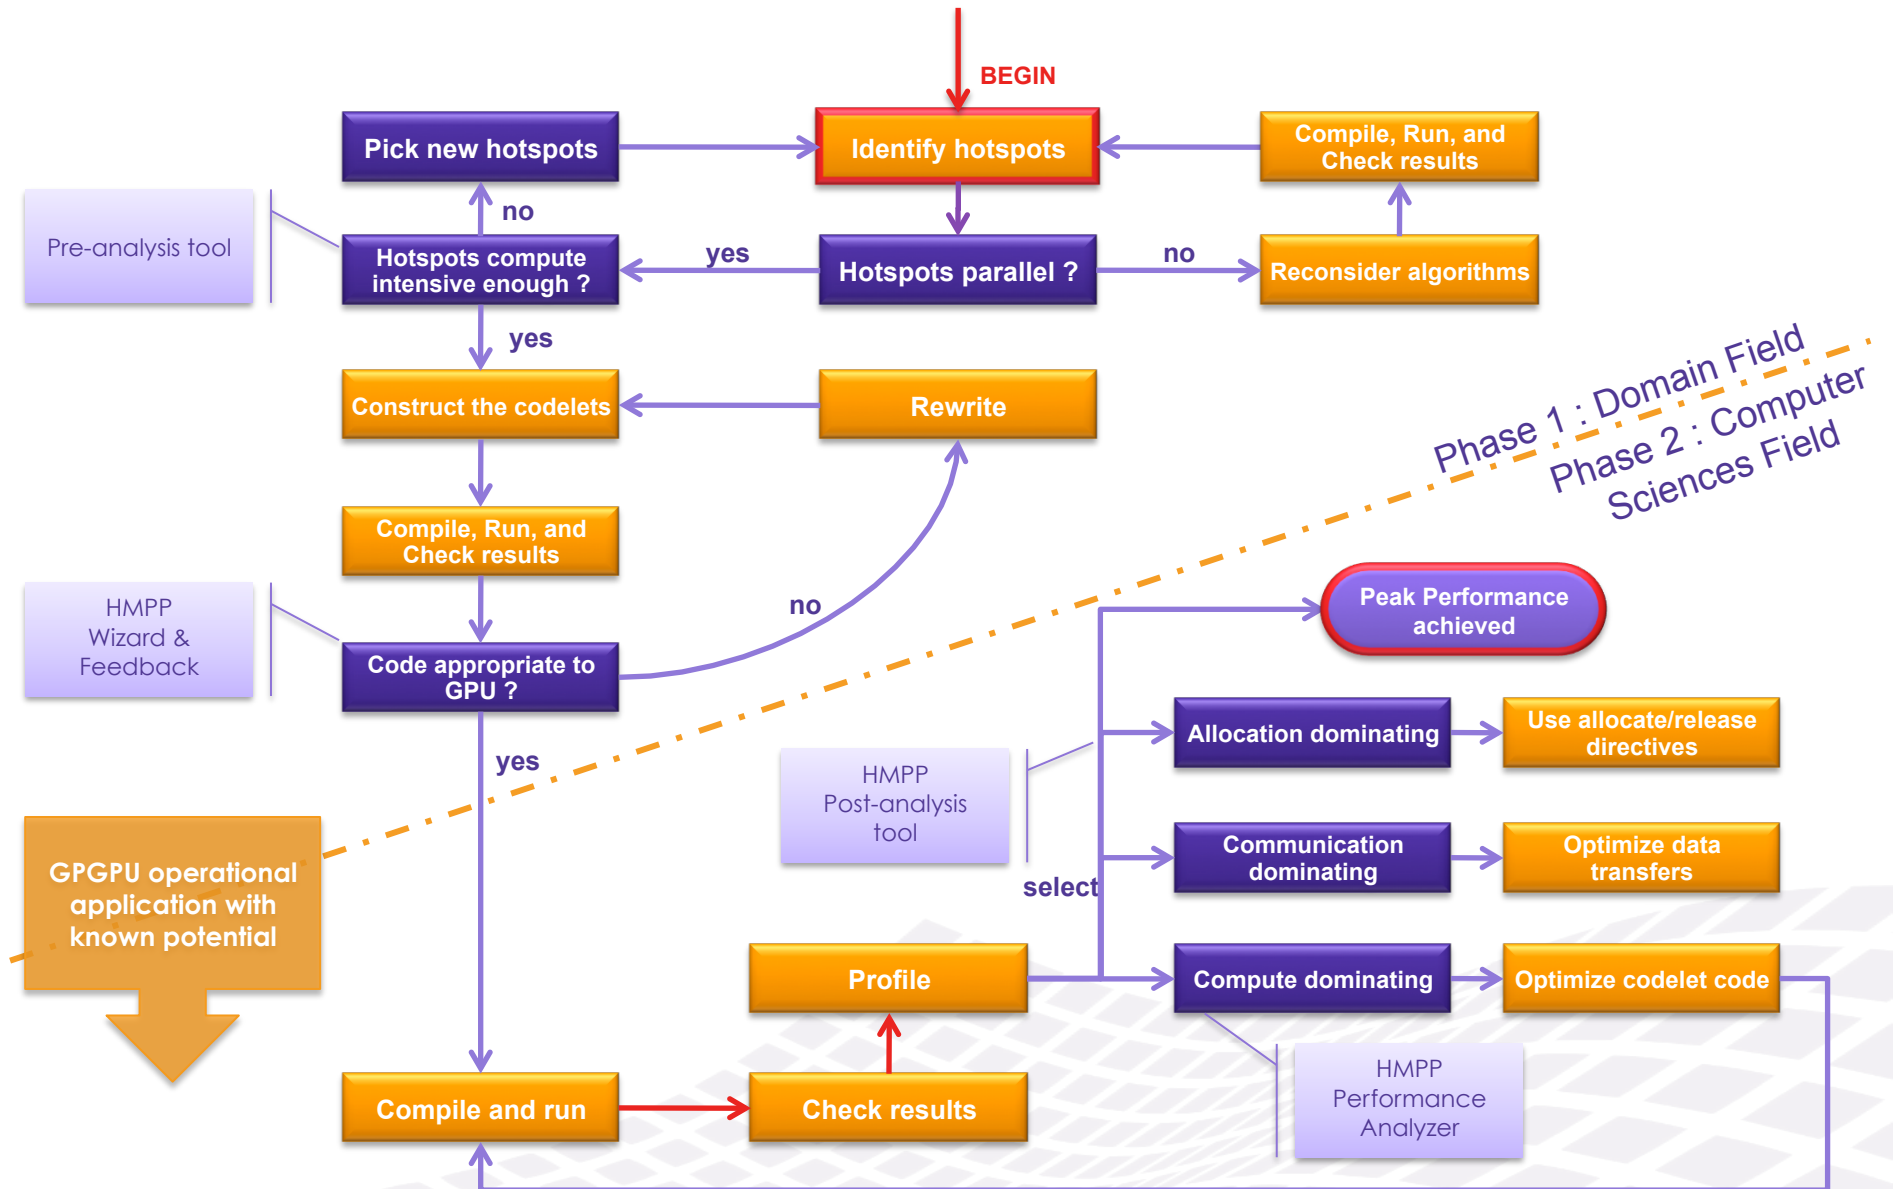 BEGIN
Pick new hotspots
Identify hotspots
Compile, Run, and
Check results
no
Pre-analysis tool
Hotspots compute
intensive enough ?
yes
Hotspots parallel ?
no
Reconsider algorithms
yes
Construct the codelets
Rewrite
Phase 1 : Domain Field
Phase 2 : Computer
Sciences Field
Compile, Run, and
Check results
HMPP
Wizard &
Feedback
no
Code appropriate to
GPU ?
Peak Performance
achieved
yes
Allocation dominating
Use allocate/release
directives
HMPP
Post-analysis
tool
Communication
dominating
Optimize data
transfers
GPGPU operational
application with
known potential
select
Profile
Compute dominating
Optimize codelet code
Compile and run
Check results
HMPP
Performance
Analyzer